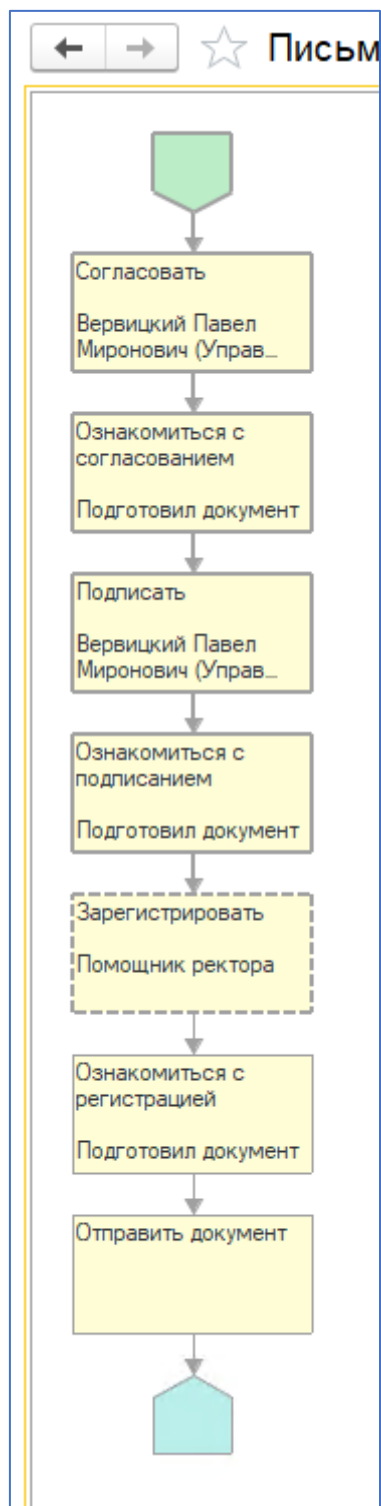 Письм
Согласовать
Вервицкий Павел
Миронович (Управ...
Ознакомиться с
согласованием
Подготовил документ
Подписать
Вервицкий Павел
Миронович (Управ...
Ознакомиться с
подписанием
Подготовил документ
Зарегистрировать
Помощник ректора
Ознакомиться с
регистрацией
Подготовил документ
Отправить документ